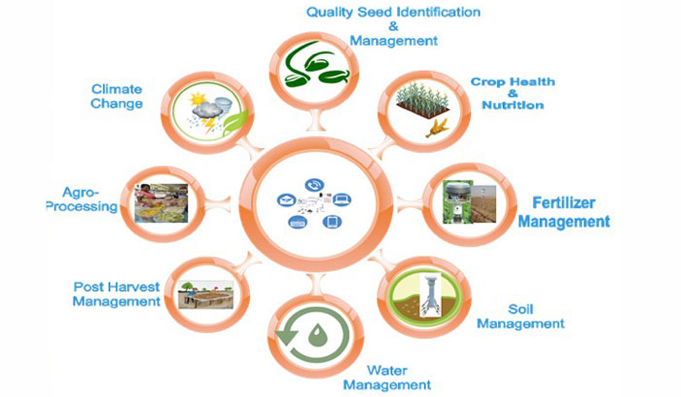 Quality Seed Identification
&
Management
Crop Health
&
Nutrition
Fertilizer
Management
Soil
Management
Water
Management
Post Harvest
Management
Agro-
Processing
Climate
Change